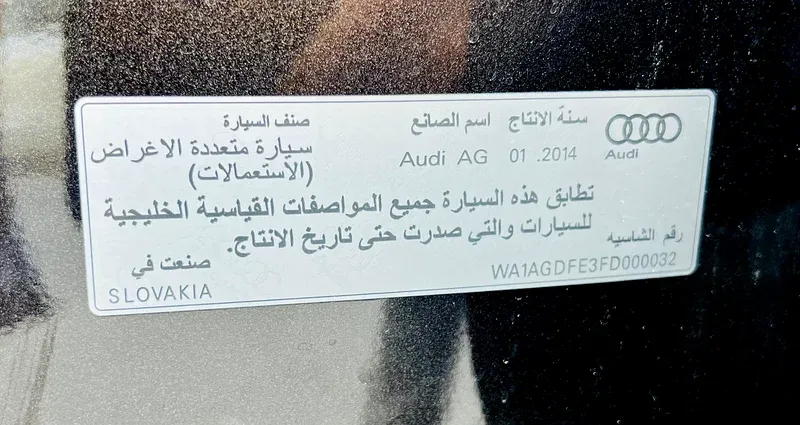 سنة الانتاج اسم الصانع صنف السيارة
Audi
01 .2014 Audi AG سيارة متعددة الاغراض
(الاستعمالات)
تطابق هذه السيارة جميع المواصفات القياسية الخليجية
للسيارات والتي صدرت حتى تاريخ الانتاج.
رقم الشاسيه
WA1AGDFE3FD000032
صنعت في
SLOVAKIA